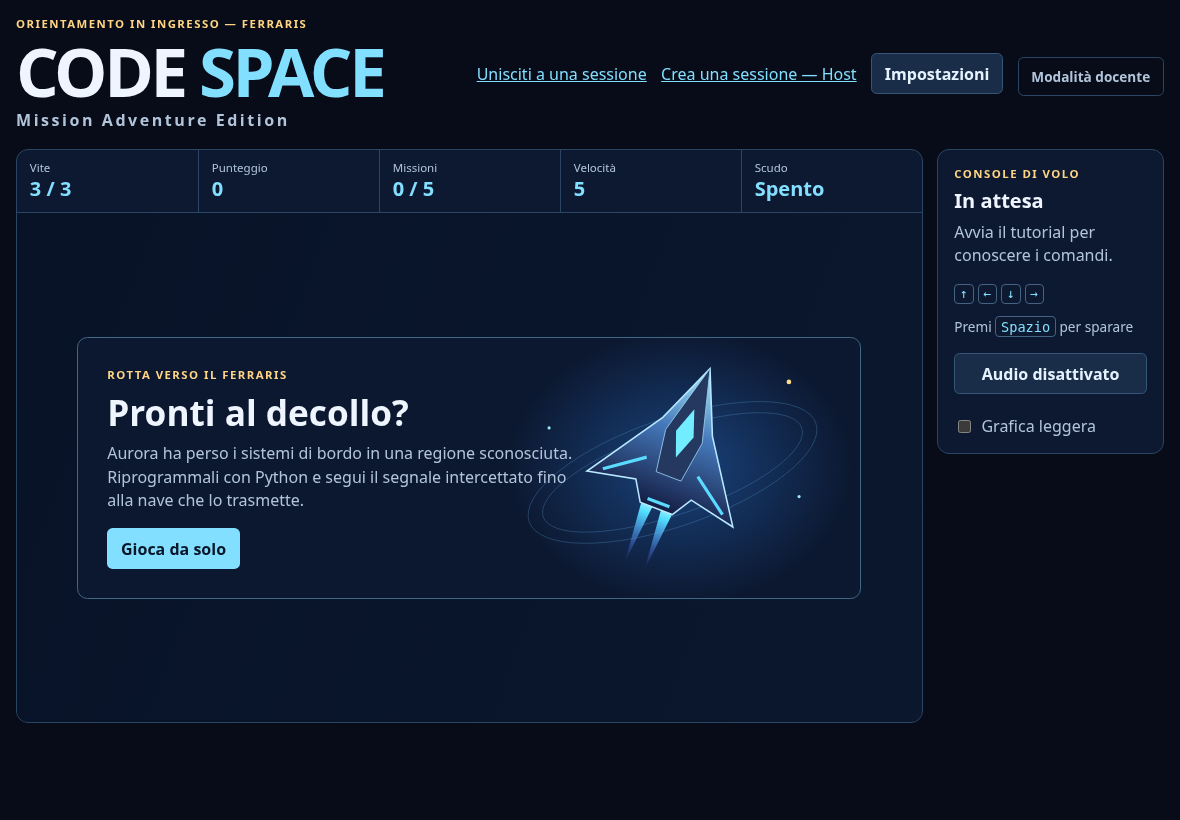 ORIENTAMENTO IN INGRESSO — FERRARIS
CODE SPACE
Mission Adventure Edition
Unisciti a una sessione
Crea una sessione — Host
Impostazioni
Modalità docente
Vite
3 / 3
Punteggio
0
Missioni
0 / 5
Velocità
5
Scudo
Spento
ROTTA VERSO IL FERRARIS
Pronti al decollo?
Aurora ha perso i sistemi di bordo in una regione sconosciuta.
Riprogrammali con Python e segui il segnale intercettato fino
alla nave che lo trasmette.
Gioca da solo
CONSOLE DI VOLO
In attesa
Avvia il tutorial per
conoscere i comandi.
↑ ← ↓ →
Premi Spazio per sparare
Audio disattivato
Grafica leggera